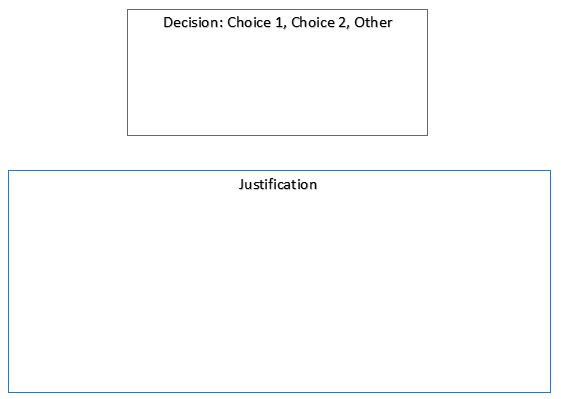 Decision: Choice 1, Choice 2, Other
Justification